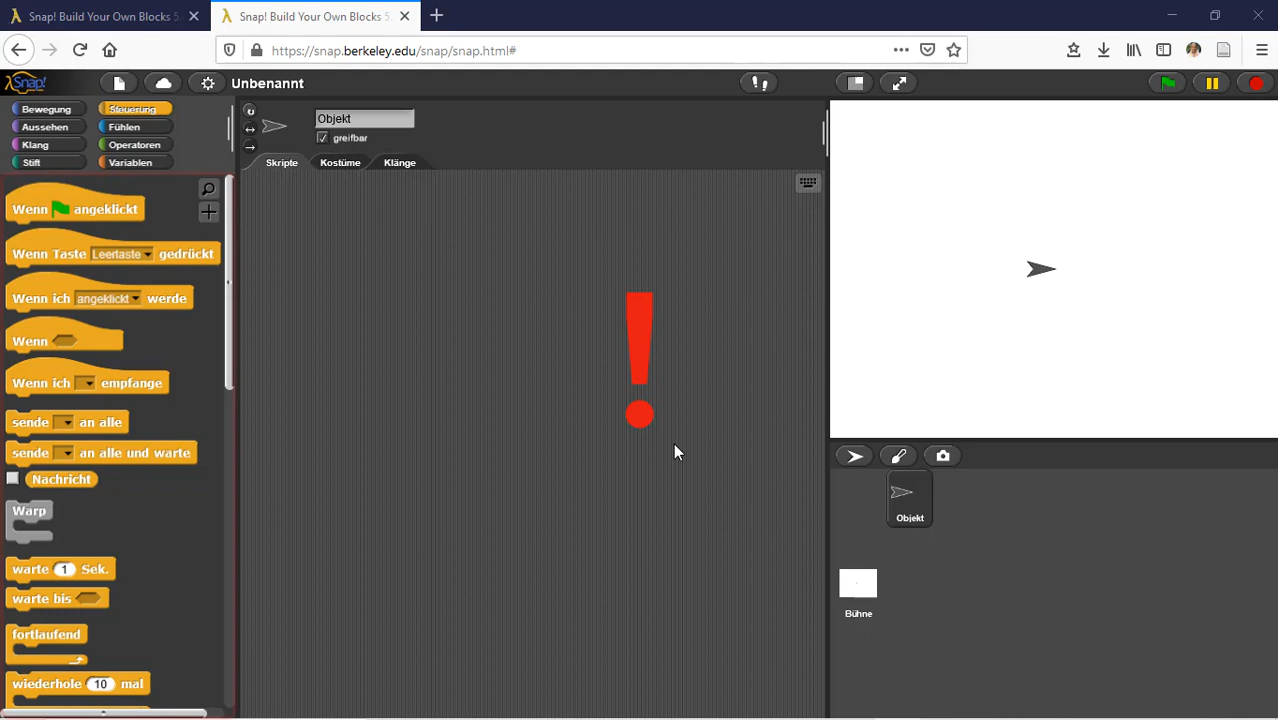 Snap! Build Your Own Blocks 5.
Snap! Build Your Own Blocks 5.
https://snap.berkeley.edu/snap/snap.html#
Snap!
Unbenannt
Bewegung
Steuerung
Aussehen
Fühlen
Klang
Operatoren
Stift
Variablen
Objekt
greifbar
Skripte
Kostüme
Klänge
Wenn angeklickt
Wenn Taste Leertaste gedrückt
Wenn ich angeklickt werde
Wenn
Wenn ich empfange
sende an alle
sende an alle und warte
Nachricht
Warp
warte 1 Sek.
warte bis
fortlaufend
wiederhole 10 mal
!
Objekt
Bühne